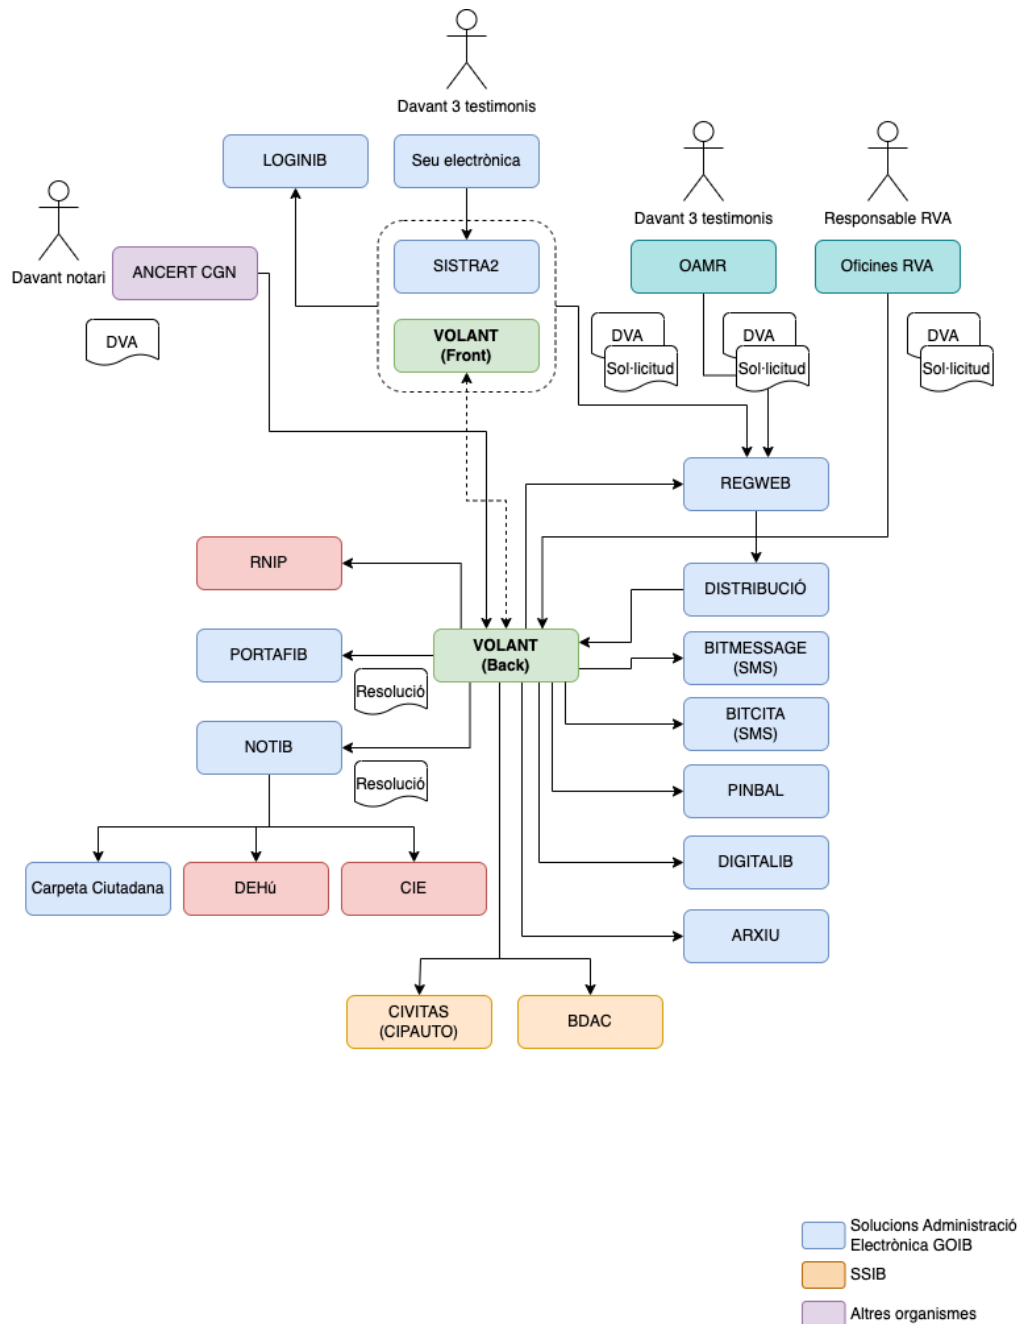 Davant 3 testimonis
LOGINIB
Seu electrònica
Davant notari
ANCERT CGN
DVA
SISTRA2
VOLANT
(Front)
Davant 3 testimonis
OAMR
Responsable RVA
Oficines RVA
DVA
Sol·licitud
DVA
Sol·licitud
DVA
Sol·licitud
REGWEB
RNIP
DISTRIBUCIÓ
PORTAFIB
Resolució
VOLANT
(Back)
BITMESSAGE
(SMS)
BITCITA
(SMS)
NOTIB
Resolució
PINBAL
Carpeta Ciutadana
DEHú
CIE
DIGITALIB
ARXIU
CIVITAS
(CIPAUTO)
BDAC
Solucions Administració
Electrònica GOIB
SSIB
Altres organismes